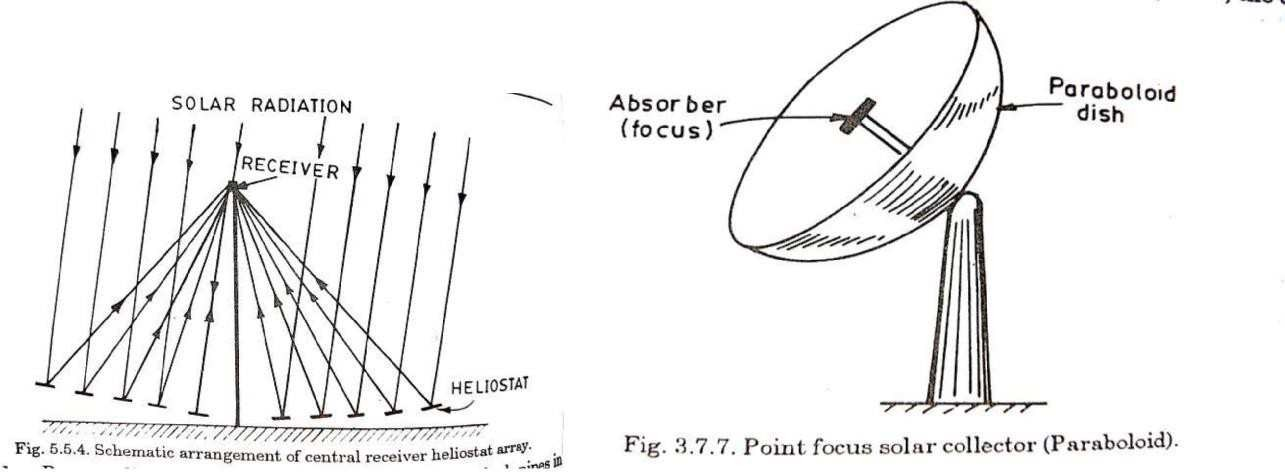 SOLAR RADIATION
RECEIVER
HELIOSTAT
Fig. 5.5.4. Schematic arrangement of central receiver heliostat array.
Absorber
(focus)
Paraboloid
dish
Fig. 3.7.7. Point focus solar collector (Paraboloid).